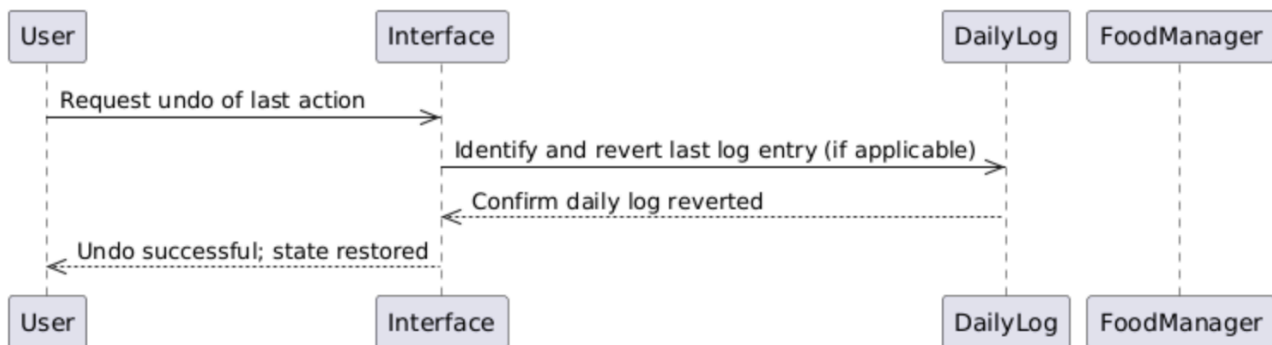 User
Interface
DailyLog
FoodManager
Request undo of last action
Identify and revert last log entry (if applicable)
Confirm daily log reverted
Undo successful; state restored
User
Interface
DailyLog
FoodManager